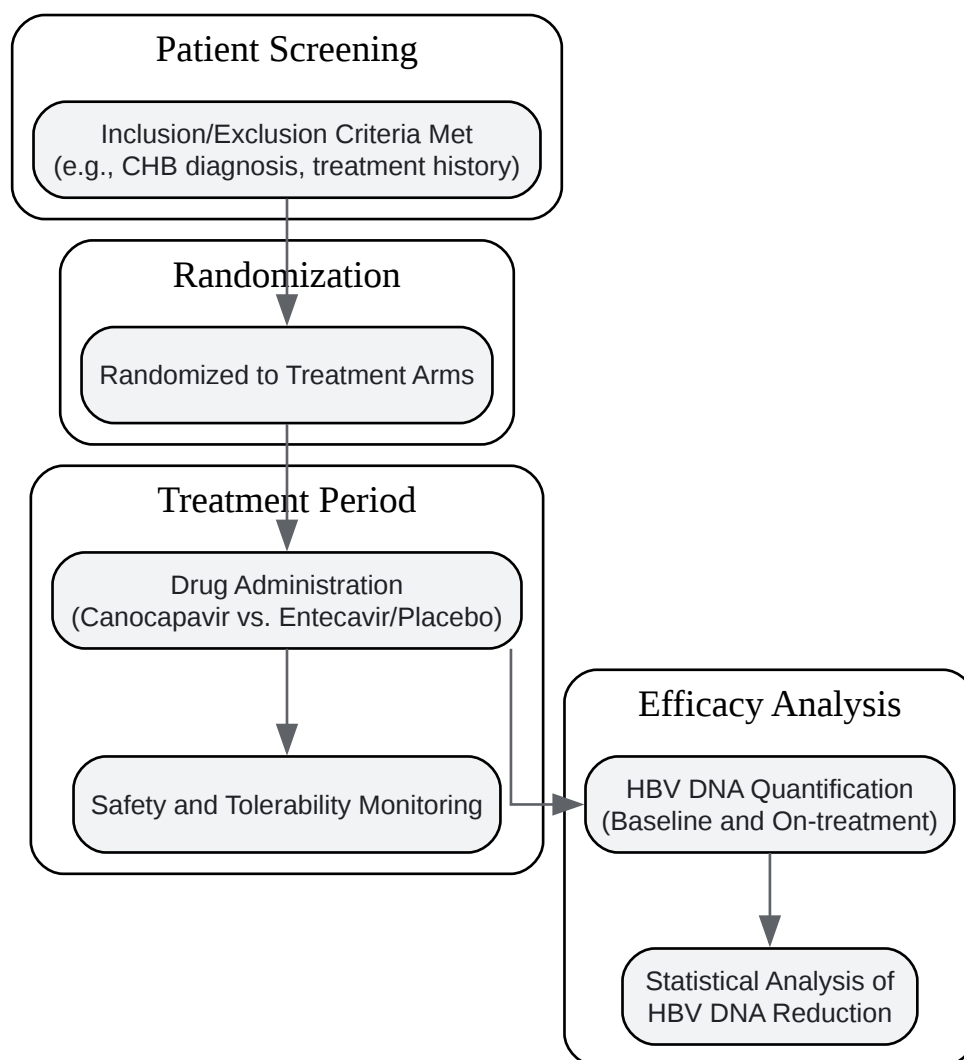 Patient Screening
Inclusion/Exclusion Criteria Met
(e.g., CHB diagnosis, treatment history)
Randomization
Randomized to Treatment Arms
Treatment Period
Drug Administration
(Canocapavir vs. Entecavir/Placebo)
Safety and Tolerability Monitoring
Efficacy Analysis
HBV DNA Quantification
(Baseline and On-treatment)
Statistical Analysis of
HBV DNA Reduction